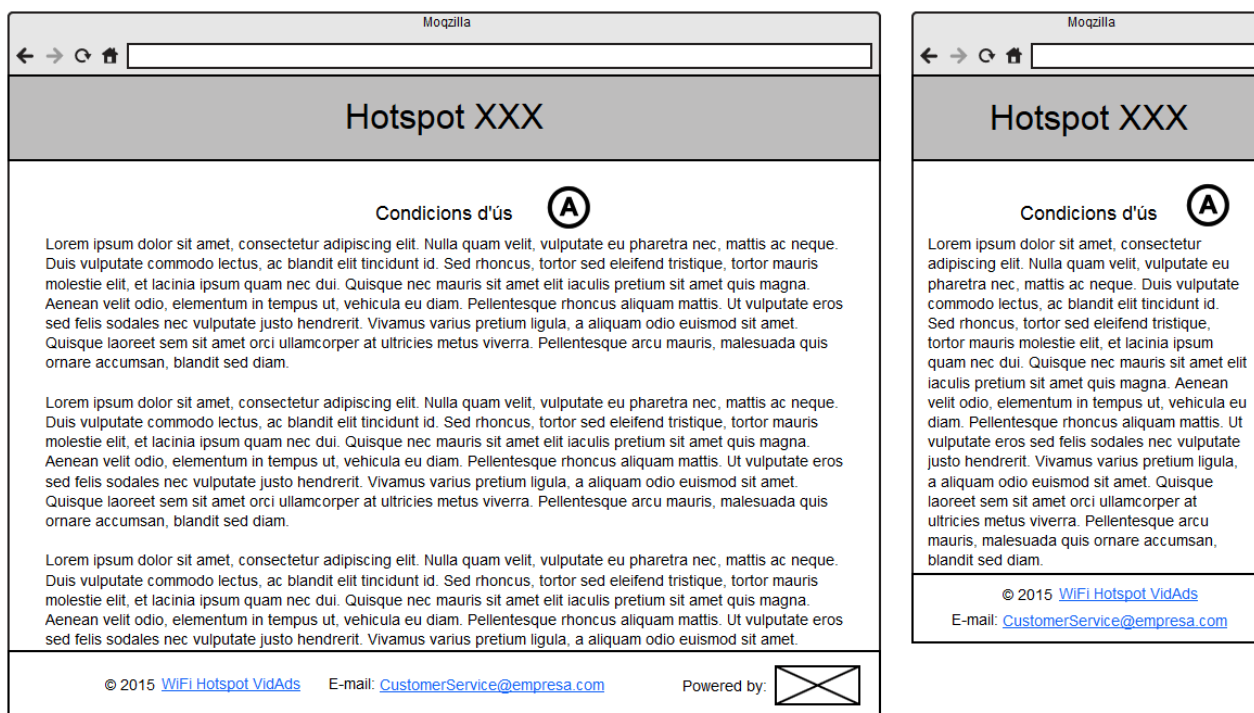 Moqzilla
Hotspot XXX
Condicions d'ús
A
Lorem ipsum dolor sit amet, consectetur adipiscing elit. Nulla quam velit, vulputate eu pharetra nec, mattis ac neque.
Duis vulputate commodo lectus, ac blandit elit tincidunt id. Sed rhoncus, tortor sed eleifend tristique, tortor mauris
molestie elit, et lacinia ipsum quam nec dui. Quisque nec mauris sit amet elit iaculis pretium sit amet quis magna.
Aenean velit odio, elementum in tempus ut, vehicula eu diam. Pellentesque rhoncus aliquam mattis. Ut vulputate eros
sed felis sodales nec vulputate justo hendrerit. Vivamus varius pretium ligula, a aliquam odio euismod sit amet.
Quisque laoreet sem sit amet orci ullamcorper at ultricies metus viverra. Pellentesque arcu mauris, malesuada quis
ornare accumsan, blandit sed diam.
Lorem ipsum dolor sit amet, consectetur adipiscing elit. Nulla quam velit, vulputate eu pharetra nec, mattis ac neque.
Duis vulputate commodo lectus, ac blandit elit tincidunt id. Sed rhoncus, tortor sed eleifend tristique, tortor mauris
molestie elit, et lacinia ipsum quam nec dui. Quisque nec mauris sit amet elit iaculis pretium sit amet quis magna.
Aenean velit odio, elementum in tempus ut, vehicula eu diam. Pellentesque rhoncus aliquam mattis. Ut vulputate eros
sed felis sodales nec vulputate justo hendrerit. Vivamus varius pretium ligula, a aliquam odio euismod sit amet.
Quisque laoreet sem sit amet orci ullamcorper at ultricies metus viverra. Pellentesque arcu mauris, malesuada quis
ornare accumsan, blandit sed diam.
Lorem ipsum dolor sit amet, consectetur adipiscing elit. Nulla quam velit, vulputate eu pharetra nec, mattis ac neque.
Duis vulputate commodo lectus, ac blandit elit tincidunt id. Sed rhoncus, tortor sed eleifend tristique, tortor mauris
molestie elit, et lacinia ipsum quam nec dui. Quisque nec mauris sit amet elit iaculis pretium sit amet quis magna.
Aenean velit odio, elementum in tempus ut, vehicula eu diam. Pellentesque rhoncus aliquam mattis. Ut vulputate eros
sed felis sodales nec vulputate justo hendrerit. Vivamus varius pretium ligula, a aliquam odio euismod sit amet.
© 2015 WiFi Hotspot VidAds E-mail: CustomerService@empresa.com Powered by:
Moqzilla
Hotspot XXX
Condicions d'ús
A
Lorem ipsum dolor sit amet, consectetur
adipiscing elit. Nulla quam velit, vulputate eu
pharetra nec, mattis ac neque. Duis vulputate
commodo lectus, ac blandit elit tincidunt id.
Sed rhoncus, tortor sed eleifend tristique,
tortor mauris molestie elit, et lacinia ipsum
quam nec dui. Quisque nec mauris sit amet elit
iaculis pretium sit amet quis magna. Aenean
velit odio, elementum in tempus ut, vehicula eu
diam. Pellentesque rhoncus aliquam mattis. Ut
vulputate eros sed felis sodales nec vulputate
justo hendrerit. Vivamus varius pretium ligula,
a aliquam odio euismod sit amet. Quisque
laoreet sem sit amet orci ullamcorper at
ultricies metus viverra. Pellentesque arcu
mauris, malesuada quis ornare accumsan,
blandit sed diam.
© 2015 WiFi Hotspot VidAds
E-mail: CustomerService@empresa.com